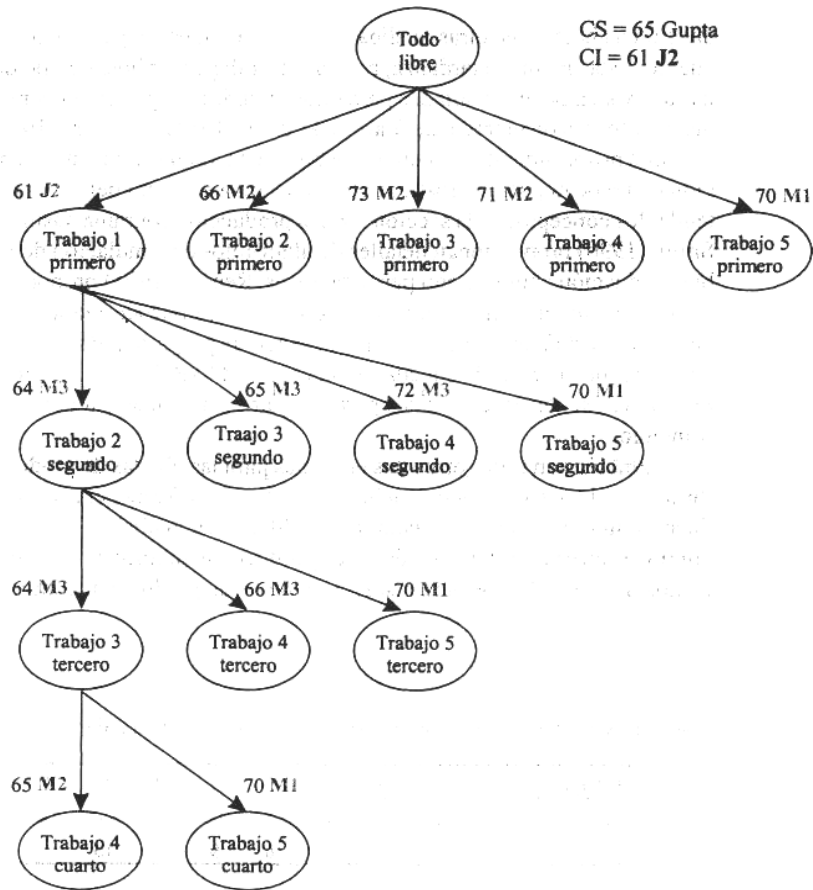 Todo
libre
CS = 65 Gupta
CI = 61 J2
61 J2
66 M2
73 M2
71 M2
70 M1
Trabajo 1
primero
Trabajo 2
primero
Trabajo 3
primero
Trabajo 4
primero
Trabajo 5
primero
64 M3
65 M3
72 M3
70 M1
Trabajo 2
segundo
Traajo 3
segundo
Trabajo 4
segundo
Trabajo 5
segundo
64 M3
66 M3
70 M1
Trabajo 3
tercero
Trabajo 4
tercero
Trabajo 5
tercero
65 M2
70 M1
Trabajo 4
cuarto
Trabajo 5
cuarto